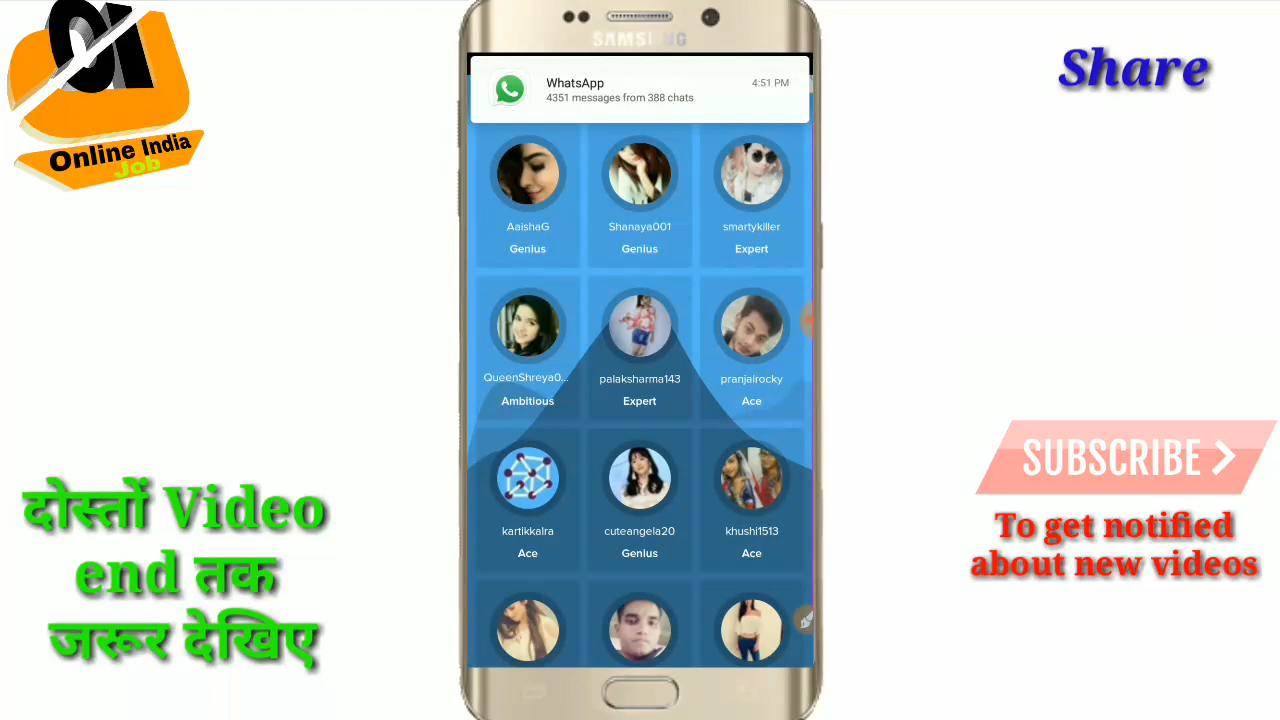 OI
Online India
Job
Share
SAMSUNG
WhatsApp
4:51 PM
4351 messages from 388 chats
AaishaG
Shanaya001
smartykiller
Genius
Genius
Expert
QueenShreya0...
palaksharma143
pranjalrocky
Ambitious
Expert
Ace
kartikkalra
cuteangela20
khushi1513
Ace
Genius
Ace
दोस्तों Video
end तक
जरूर देखिए
SUBSCRIBE
To get notified
about new videos